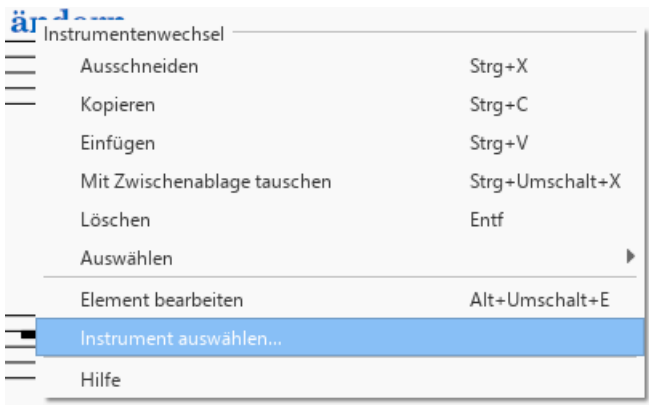 ändern
Instrumentenwechsel
Ausschneiden Strg+X
Kopieren Strg+C
Einfügen Strg+V
Mit Zwischenablage tauschen Strg+Umschalt+X
Löschen Entf
Auswählen
Element bearbeiten Alt+Umschalt+E
Instrument auswählen...
Hilfe